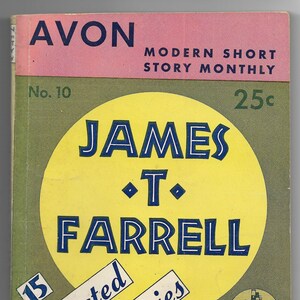 AVON
MODERN SHORT
STORY MONTHLY
No. 10
25c
JAMES
·T·
FARRELL
15